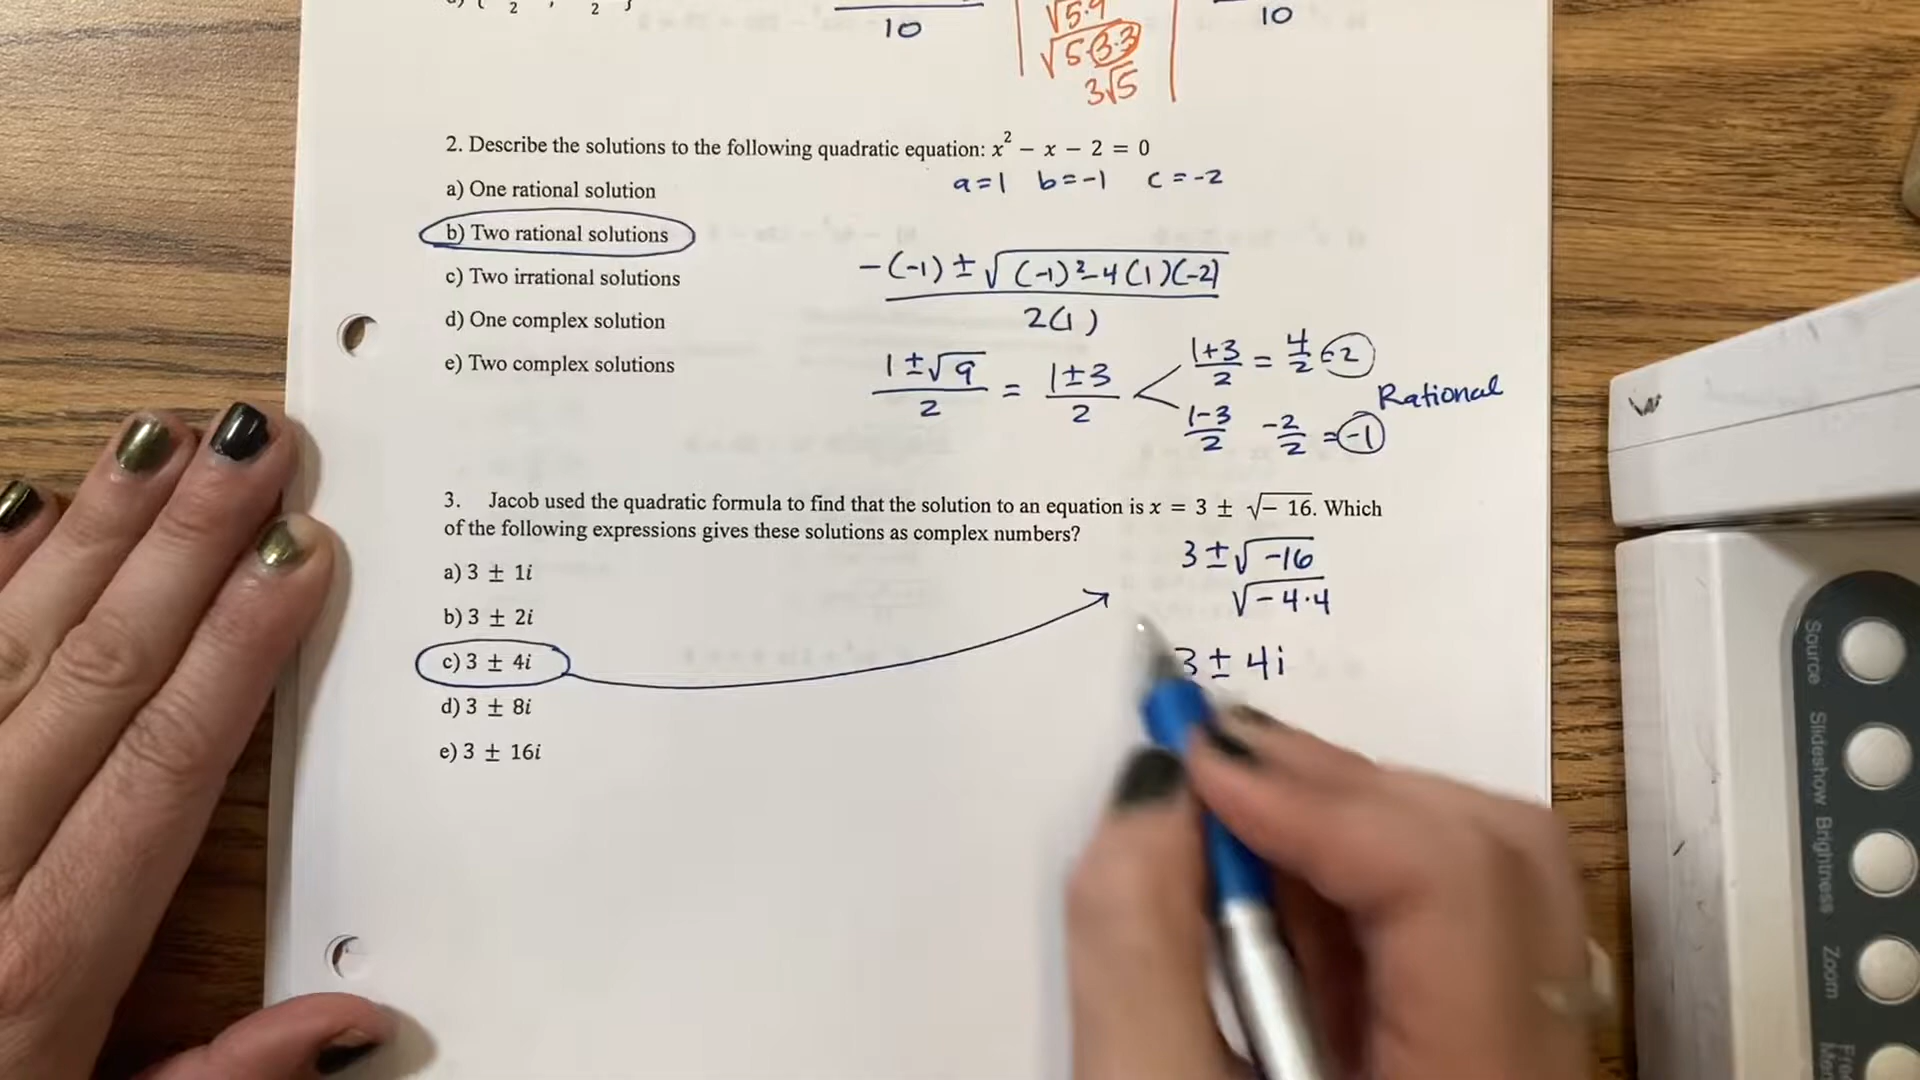 2 , 2
10
√5·9
√5·3·3
3√5
10
2. Describe the solutions to the following quadratic equation: x² − x − 2 = 0
a=1 b=-1 c=-2
a) One rational solution
b) Two rational solutions
c) Two irrational solutions
d) One complex solution
e) Two complex solutions
-(-1) ± √(-1)²-4(1)(-2)
2(1)
1±√9 / 2 = 1±3 / 2
1+3 / 2 = 4/2 = 2
1-3 / 2 -2/2 = -1
Rational
3. Jacob used the quadratic formula to find that the solution to an equation is x = 3 ± √− 16. Which
of the following expressions gives these solutions as complex numbers?
3±√-16
√-4·4
3 ± 4i
a) 3 ± 1i
b) 3 ± 2i
c) 3 ± 4i
d) 3 ± 8i
e) 3 ± 16i
Source
Slideshow
Brightness
Zoom